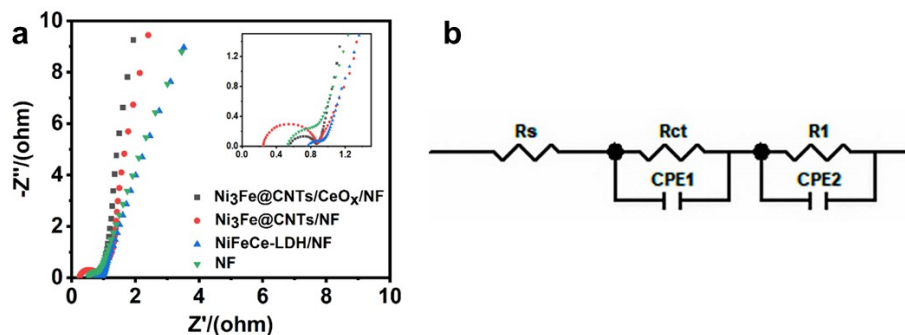 a
-Z''/(ohm)
10
8
6
4
2
0
0
2
4
6
8
10
Z'/(ohm)
1.2
0.8
0.4
0.0
0.4
0.8
1.2
Ni₃Fe@CNTs/CeOₓ/NF
Ni₃Fe@CNTs/NF
NiFeCe-LDH/NF
NF
b
Rs
Rct
R1
CPE1
CPE2